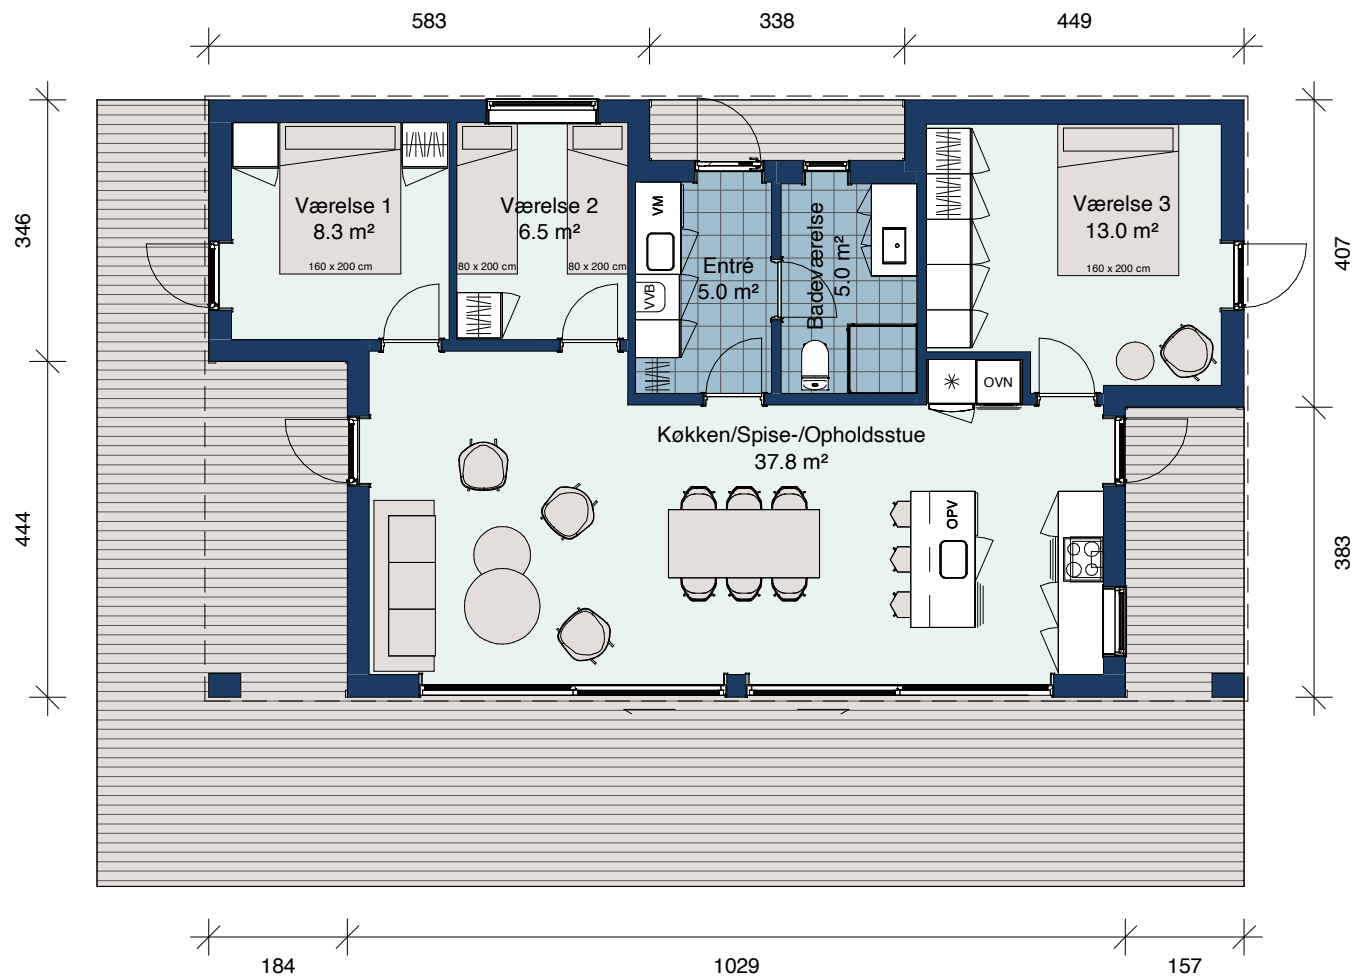 583
338
449
346
444
407
383
Værelse 1
8.3 m²
160 x 200 cm
Værelse 2
6.5 m²
80 x 200 cm
80 x 200 cm
VM
VVB
Entré
5.0 m²
Badeværelse
5.0 m²
Værelse 3
13.0 m²
160 x 200 cm
OVN
Køkken/Spise-/Opholdsstue
37.8 m²
OPV
184
1029
157